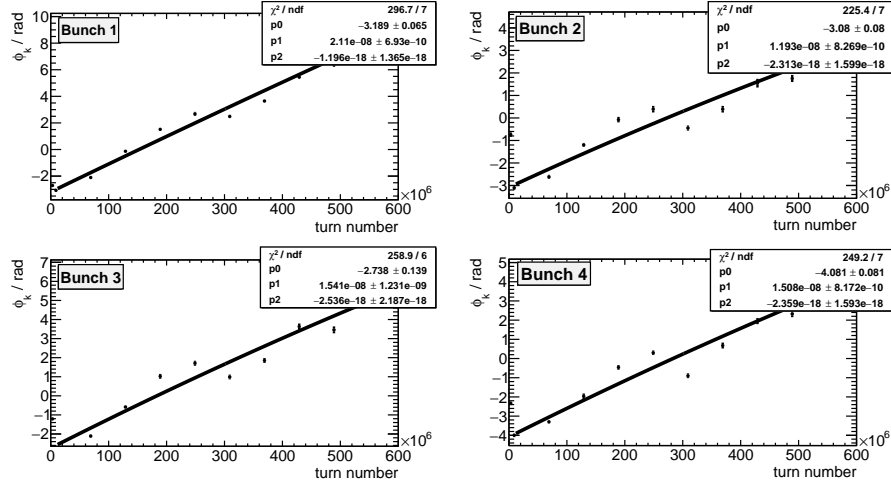 Bunch 1
χ² / ndf 296.7 / 7
p0 −3.189 ± 0.065
p1 2.11e−08 ± 6.93e−10
p2 −1.196e−18 ± 1.365e−18
φk / rad
10
8
6
4
2
0
−2
0 100 200 300 400 500 600
×10⁶
turn number
Bunch 2
χ² / ndf 225.4 / 7
p0 −3.08 ± 0.08
p1 1.193e−08 ± 8.269e−10
p2 −2.313e−18 ± 1.599e−18
φk / rad
4
3
2
1
0
−1
−2
−3
0 100 200 300 400 500 600
×10⁶
turn number
Bunch 3
χ² / ndf 258.9 / 6
p0 −2.738 ± 0.139
p1 1.541e−08 ± 1.231e−09
p2 −2.536e−18 ± 2.187e−18
φk / rad
7
6
5
4
3
2
1
0
−1
−2
0 100 200 300 400 500 600
×10⁶
turn number
Bunch 4
χ² / ndf 249.2 / 7
p0 −4.081 ± 0.081
p1 1.508e−08 ± 8.172e−10
p2 −2.359e−18 ± 1.593e−18
φk / rad
5
4
3
2
1
0
−1
−2
−3
−4
0 100 200 300 400 500 600
×10⁶
turn number